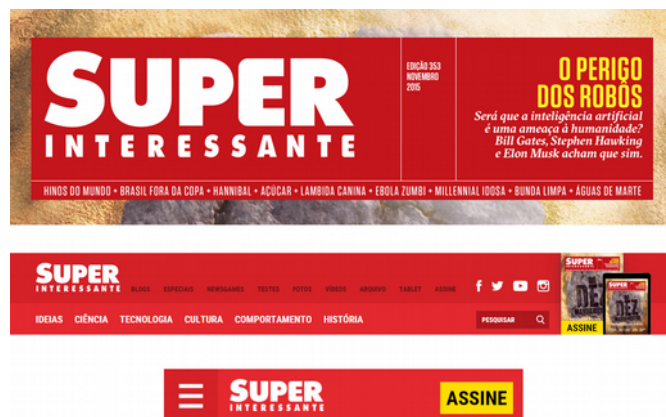 SUPER
INTERESSANTE
EDIÇÃO 353
NOVEMBRO
2015
O PERIGO
DOS ROBÔS
Será que a inteligência artificial
é uma ameaça à humanidade?
Bill Gates, Stephen Hawking
e Elon Musk acham que sim.
HINOS DO MUNDO • BRASIL FORA DA COPA • HANNIBAL • AÇÚCAR • LAMBIDA CANINA • EBOLA ZUMBI • MILLENNIAL IDOSA • BUNDA LIMPA • ÁGUAS DE MARTE
SUPER
INTERESSANTE
BLOGS ESPECIAIS NEWSGAMES TESTES FOTOS VÍDEOS ARQUIVO TABLET ASSINE
IDEIAS CIÊNCIA TECNOLOGIA CULTURA COMPORTAMENTO HISTÓRIA
PESQUISAR
SUPER
DEZ
SUPER
DEZ
ASSINE
SUPER
INTERESSANTE
ASSINE